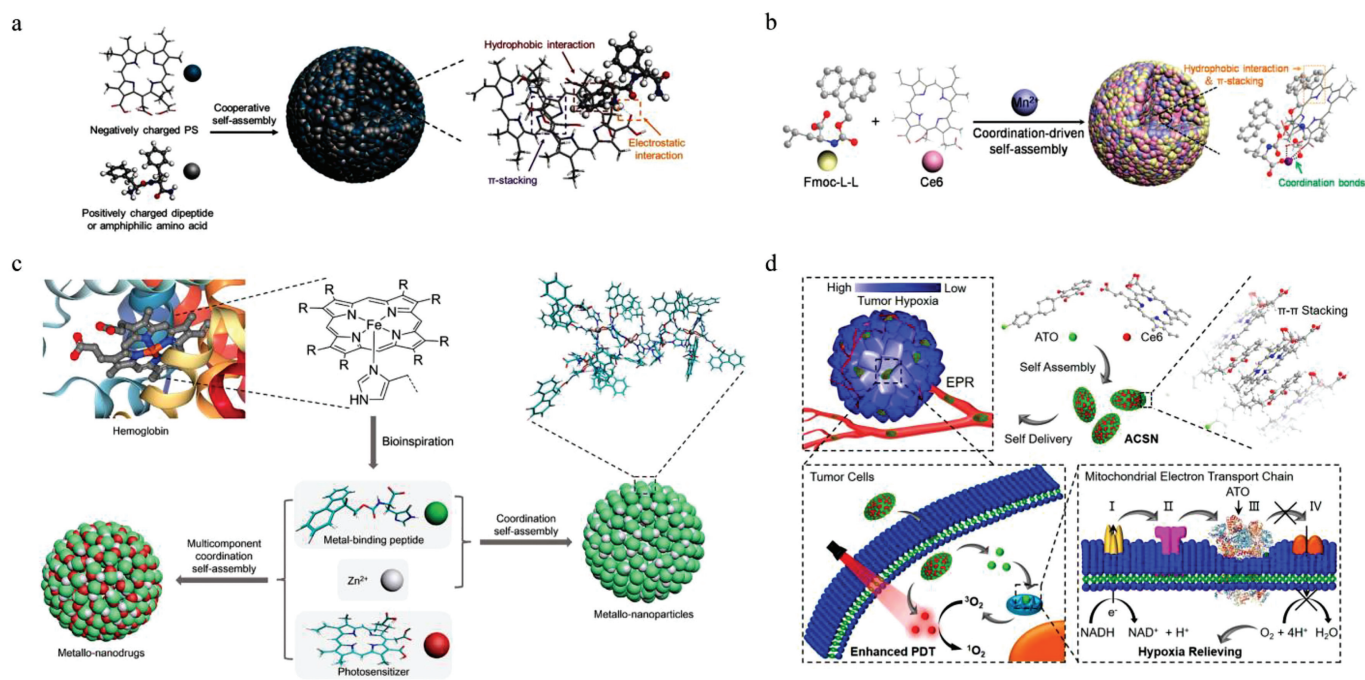 a
Negatively charged PS
Positively charged dipeptide
or amphiphilic amino acid
Cooperative
self-assembly
Hydrophobic interaction
Electrostatic
interaction
π-stacking
b
Fmoc-L-L
+
Ce6
Mn²⁺
Coordination-driven
self-assembly
Hydrophobic interaction
& π-stacking
Coordination bonds
c
Hemoglobin
R
R
R
R
R
R
R
R
N
N
N
N
Fe
N
HN
Bioinspiration
Metal-binding peptide
Zn²⁺
Photosensitizer
Multicomponent
coordination
self-assembly
Metallo-nanodrugs
Coordination
self-assembly
Metallo-nanoparticles
d
High Low
Tumor Hypoxia
EPR
ATO
Ce6
Self Assembly
ACSN
Self Delivery
π-π Stacking
Tumor Cells
³O₂
¹O₂
Enhanced PDT
Mitochondrial Electron Transport Chain
ATO
I II III IV
e⁻
NADH NAD⁺ + H⁺ O₂ + 4H⁺ H₂O
Hypoxia Relieving